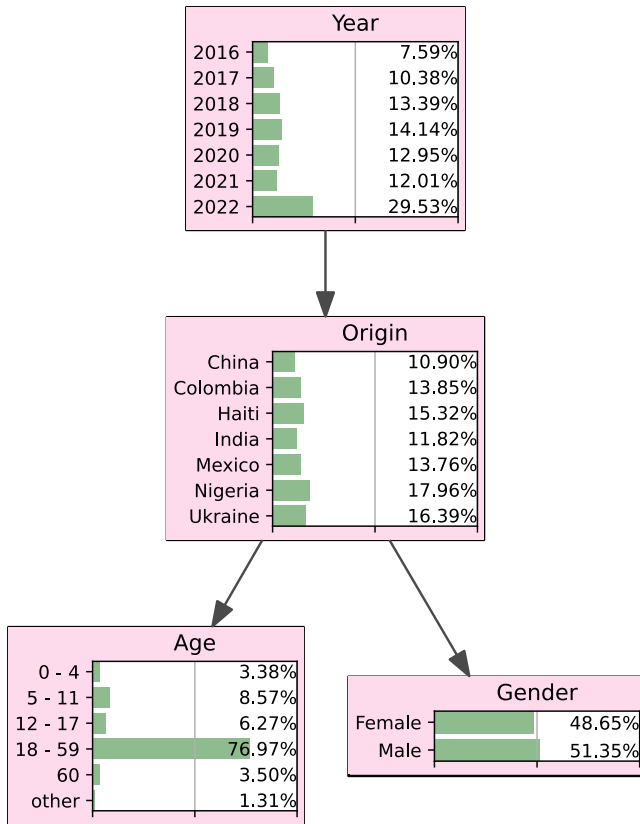 Year
2016 7.59%
2017 10.38%
2018 13.39%
2019 14.14%
2020 12.95%
2021 12.01%
2022 29.53%
Origin
China 10.90%
Colombia 13.85%
Haiti 15.32%
India 11.82%
Mexico 13.76%
Nigeria 17.96%
Ukraine 16.39%
Age
0 - 4 3.38%
5 - 11 8.57%
12 - 17 6.27%
18 - 59 76.97%
60 3.50%
other 1.31%
Gender
Female 48.65%
Male 51.35%